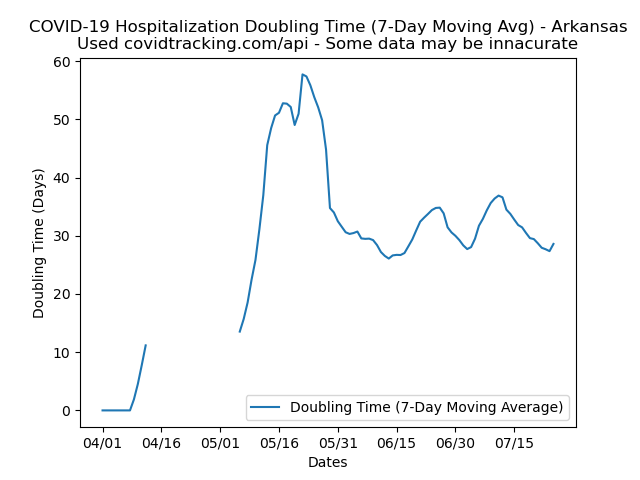 COVID-19 Hospitalization Doubling Time (7-Day Moving Avg) - Arkansas
Used covidtracking.com/api - Some data may be innacurate
60
50
40
30
20
10
0
Doubling Time (Days)
Doubling Time (7-Day Moving Average)
04/01 04/16 05/01 05/16 05/31 06/15 06/30 07/15
Dates